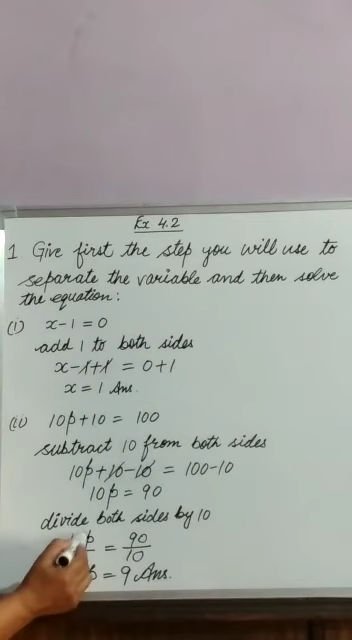 Ex 4.2
1 Give first the step you will use to
separate the variable and then solve
the equation:
(i) x-1=0
add 1 to both sides
x-1+1 = 0+1
x = 1 Ans.
(ii) 10p+10 = 100
subtract 10 from both sides
10p+10-10 = 100-10
10p = 90
divide both sides by 10
p = 90/10
p = 9 Ans.